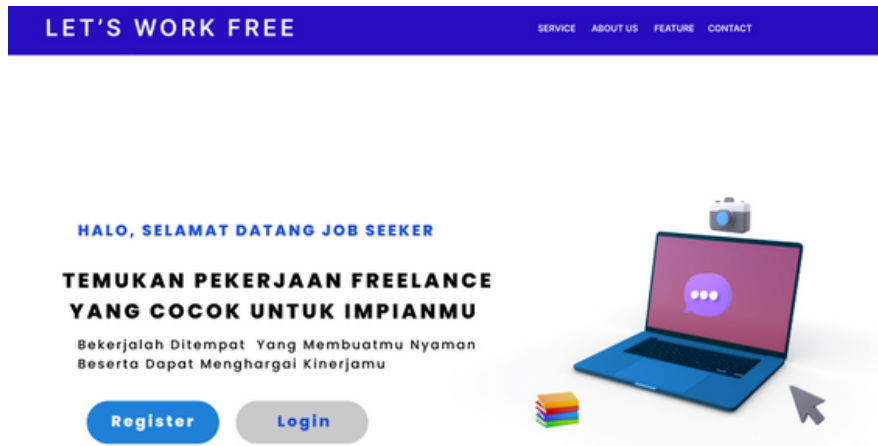 LET'S WORK FREE
SERVICE ABOUT US FEATURE CONTACT
HALO, SELAMAT DATANG JOB SEEKER
TEMUKAN PEKERJAAN FREELANCE
YANG COCOK UNTUK IMPIANMU
Bekerjalah Ditempat Yang Membuatmu Nyaman
Beserta Dapat Menghargai Kinerjamu
Register Login